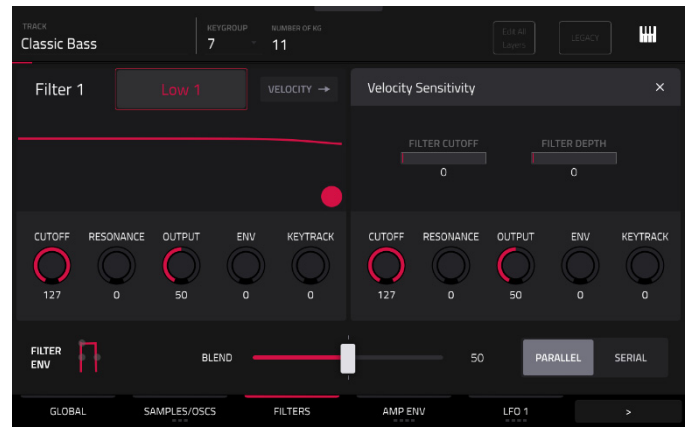 TRACK KEYGROUP NUMBER OF KG
Classic Bass 7 11
Edit All
Layers
LEGACY
Filter 1 Low 1 VELOCITY → Velocity Sensitivity ×
FILTER CUTOFF FILTER DEPTH
0 0
CUTOFF RESONANCE OUTPUT ENV KEYTRACK CUTOFF RESONANCE OUTPUT ENV KEYTRACK
127 0 50 0 0 127 0 50 0 0
FILTER
ENV
BLEND 50 PARALLEL SERIAL
GLOBAL SAMPLES/OSCS FILTERS AMP ENV LFO 1 >